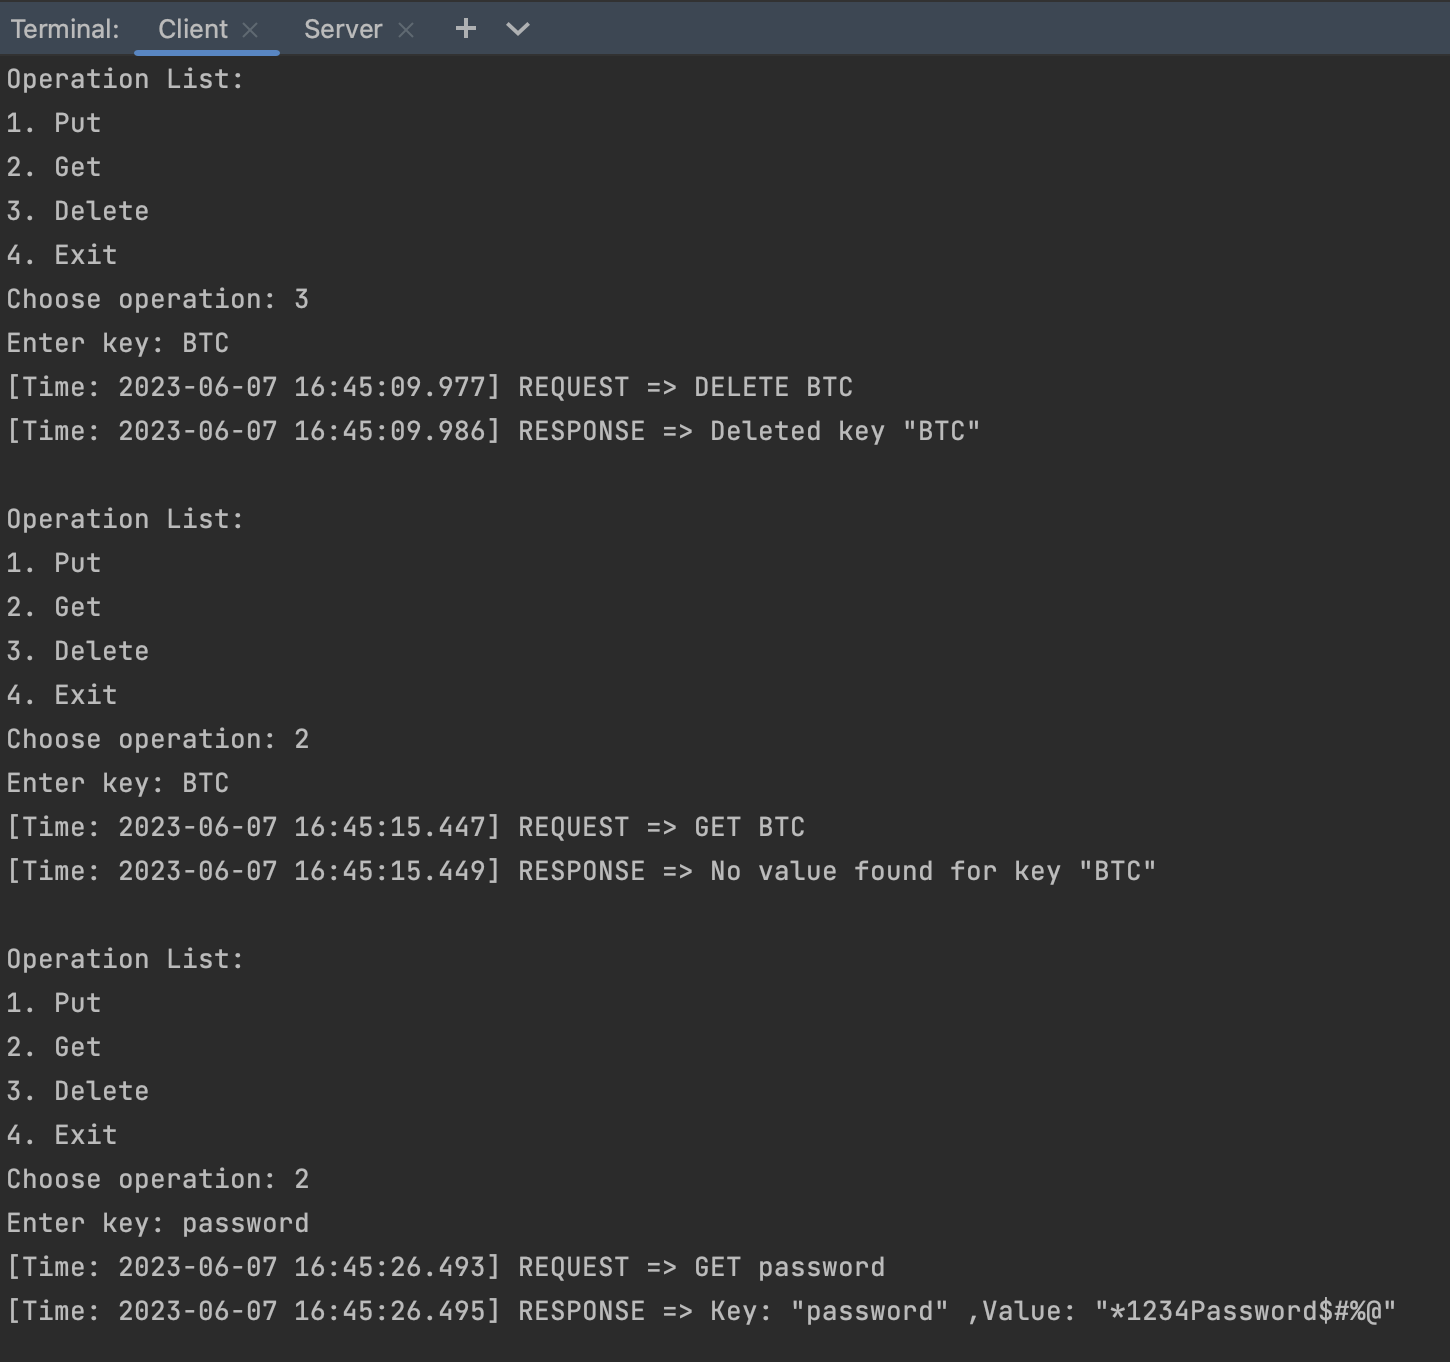 Terminal: Client Server
Operation List:
1. Put
2. Get
3. Delete
4. Exit
Choose operation: 3
Enter key: BTC
[Time: 2023-06-07 16:45:09.977] REQUEST => DELETE BTC
[Time: 2023-06-07 16:45:09.986] RESPONSE => Deleted key "BTC"
Operation List:
1. Put
2. Get
3. Delete
4. Exit
Choose operation: 2
Enter key: BTC
[Time: 2023-06-07 16:45:15.447] REQUEST => GET BTC
[Time: 2023-06-07 16:45:15.449] RESPONSE => No value found for key "BTC"
Operation List:
1. Put
2. Get
3. Delete
4. Exit
Choose operation: 2
Enter key: password
[Time: 2023-06-07 16:45:26.493] REQUEST => GET password
[Time: 2023-06-07 16:45:26.495] RESPONSE => Key: "password" ,Value: "*1234Password$#%@"